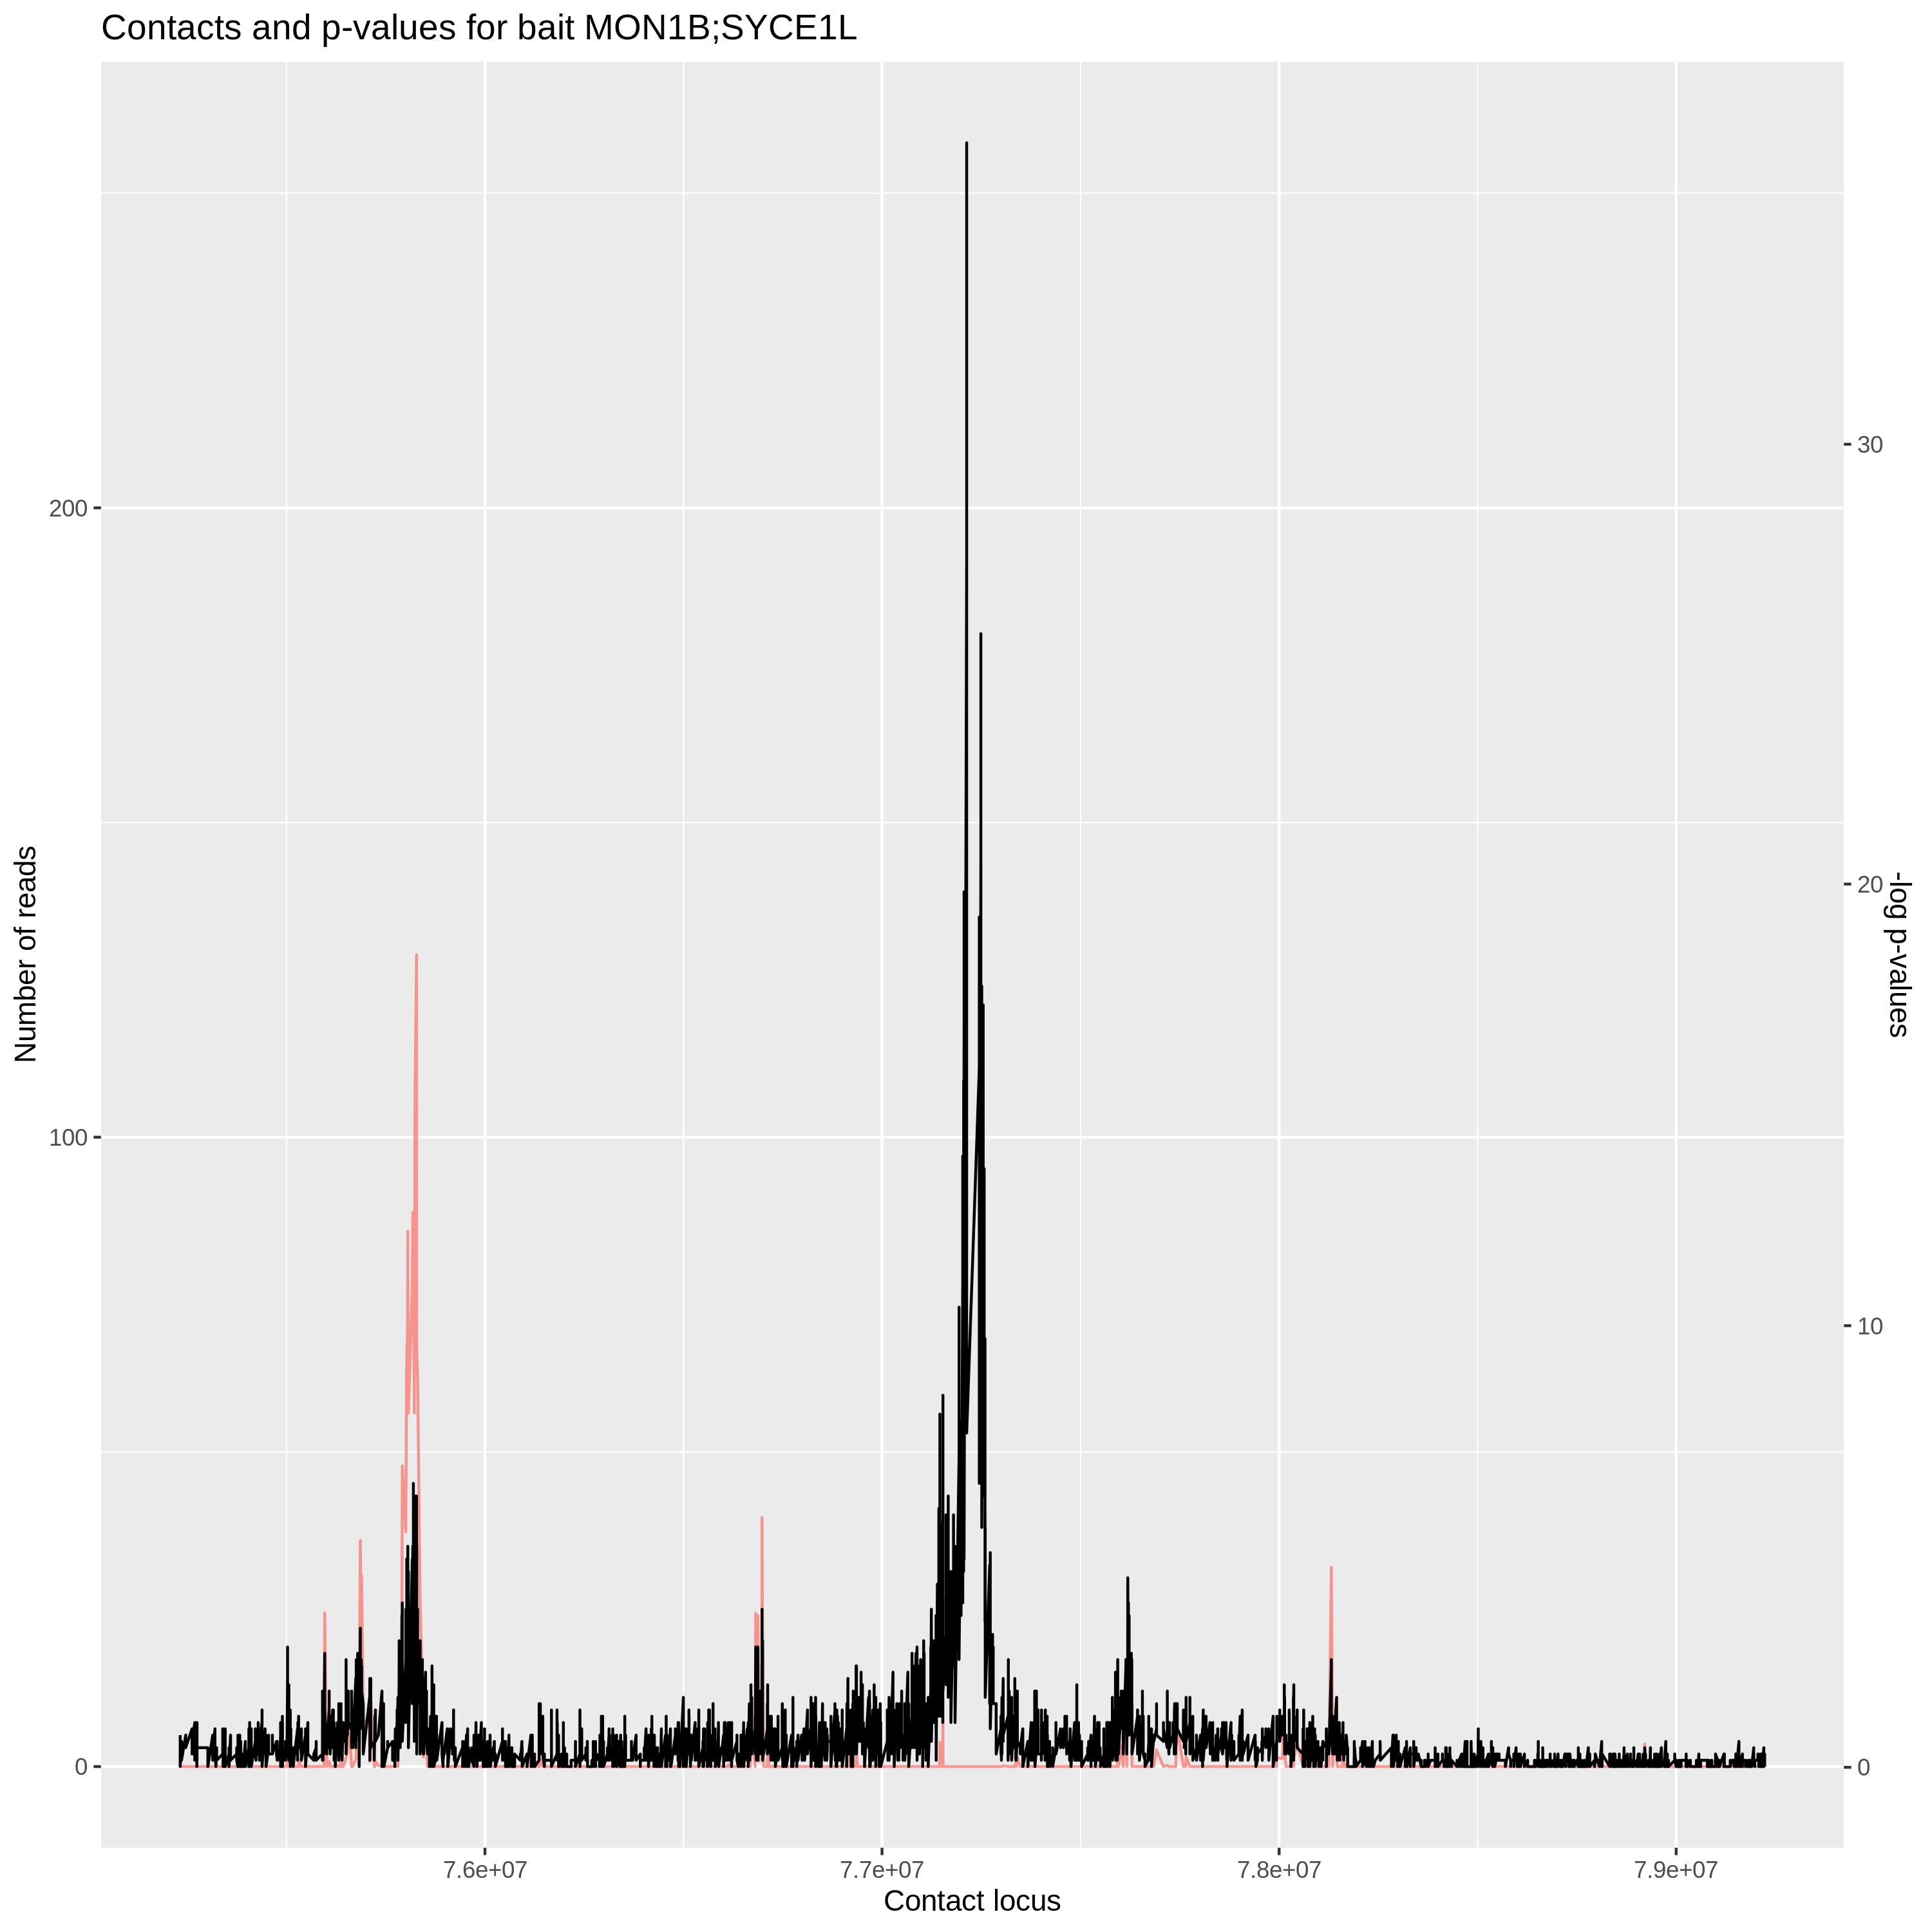 Contacts and p-values for bait MON1B;SYCE1L
Number of reads
200
100
0
30
20
10
0
-log p-values
7.6e+07
7.7e+07
7.8e+07
7.9e+07
Contact locus